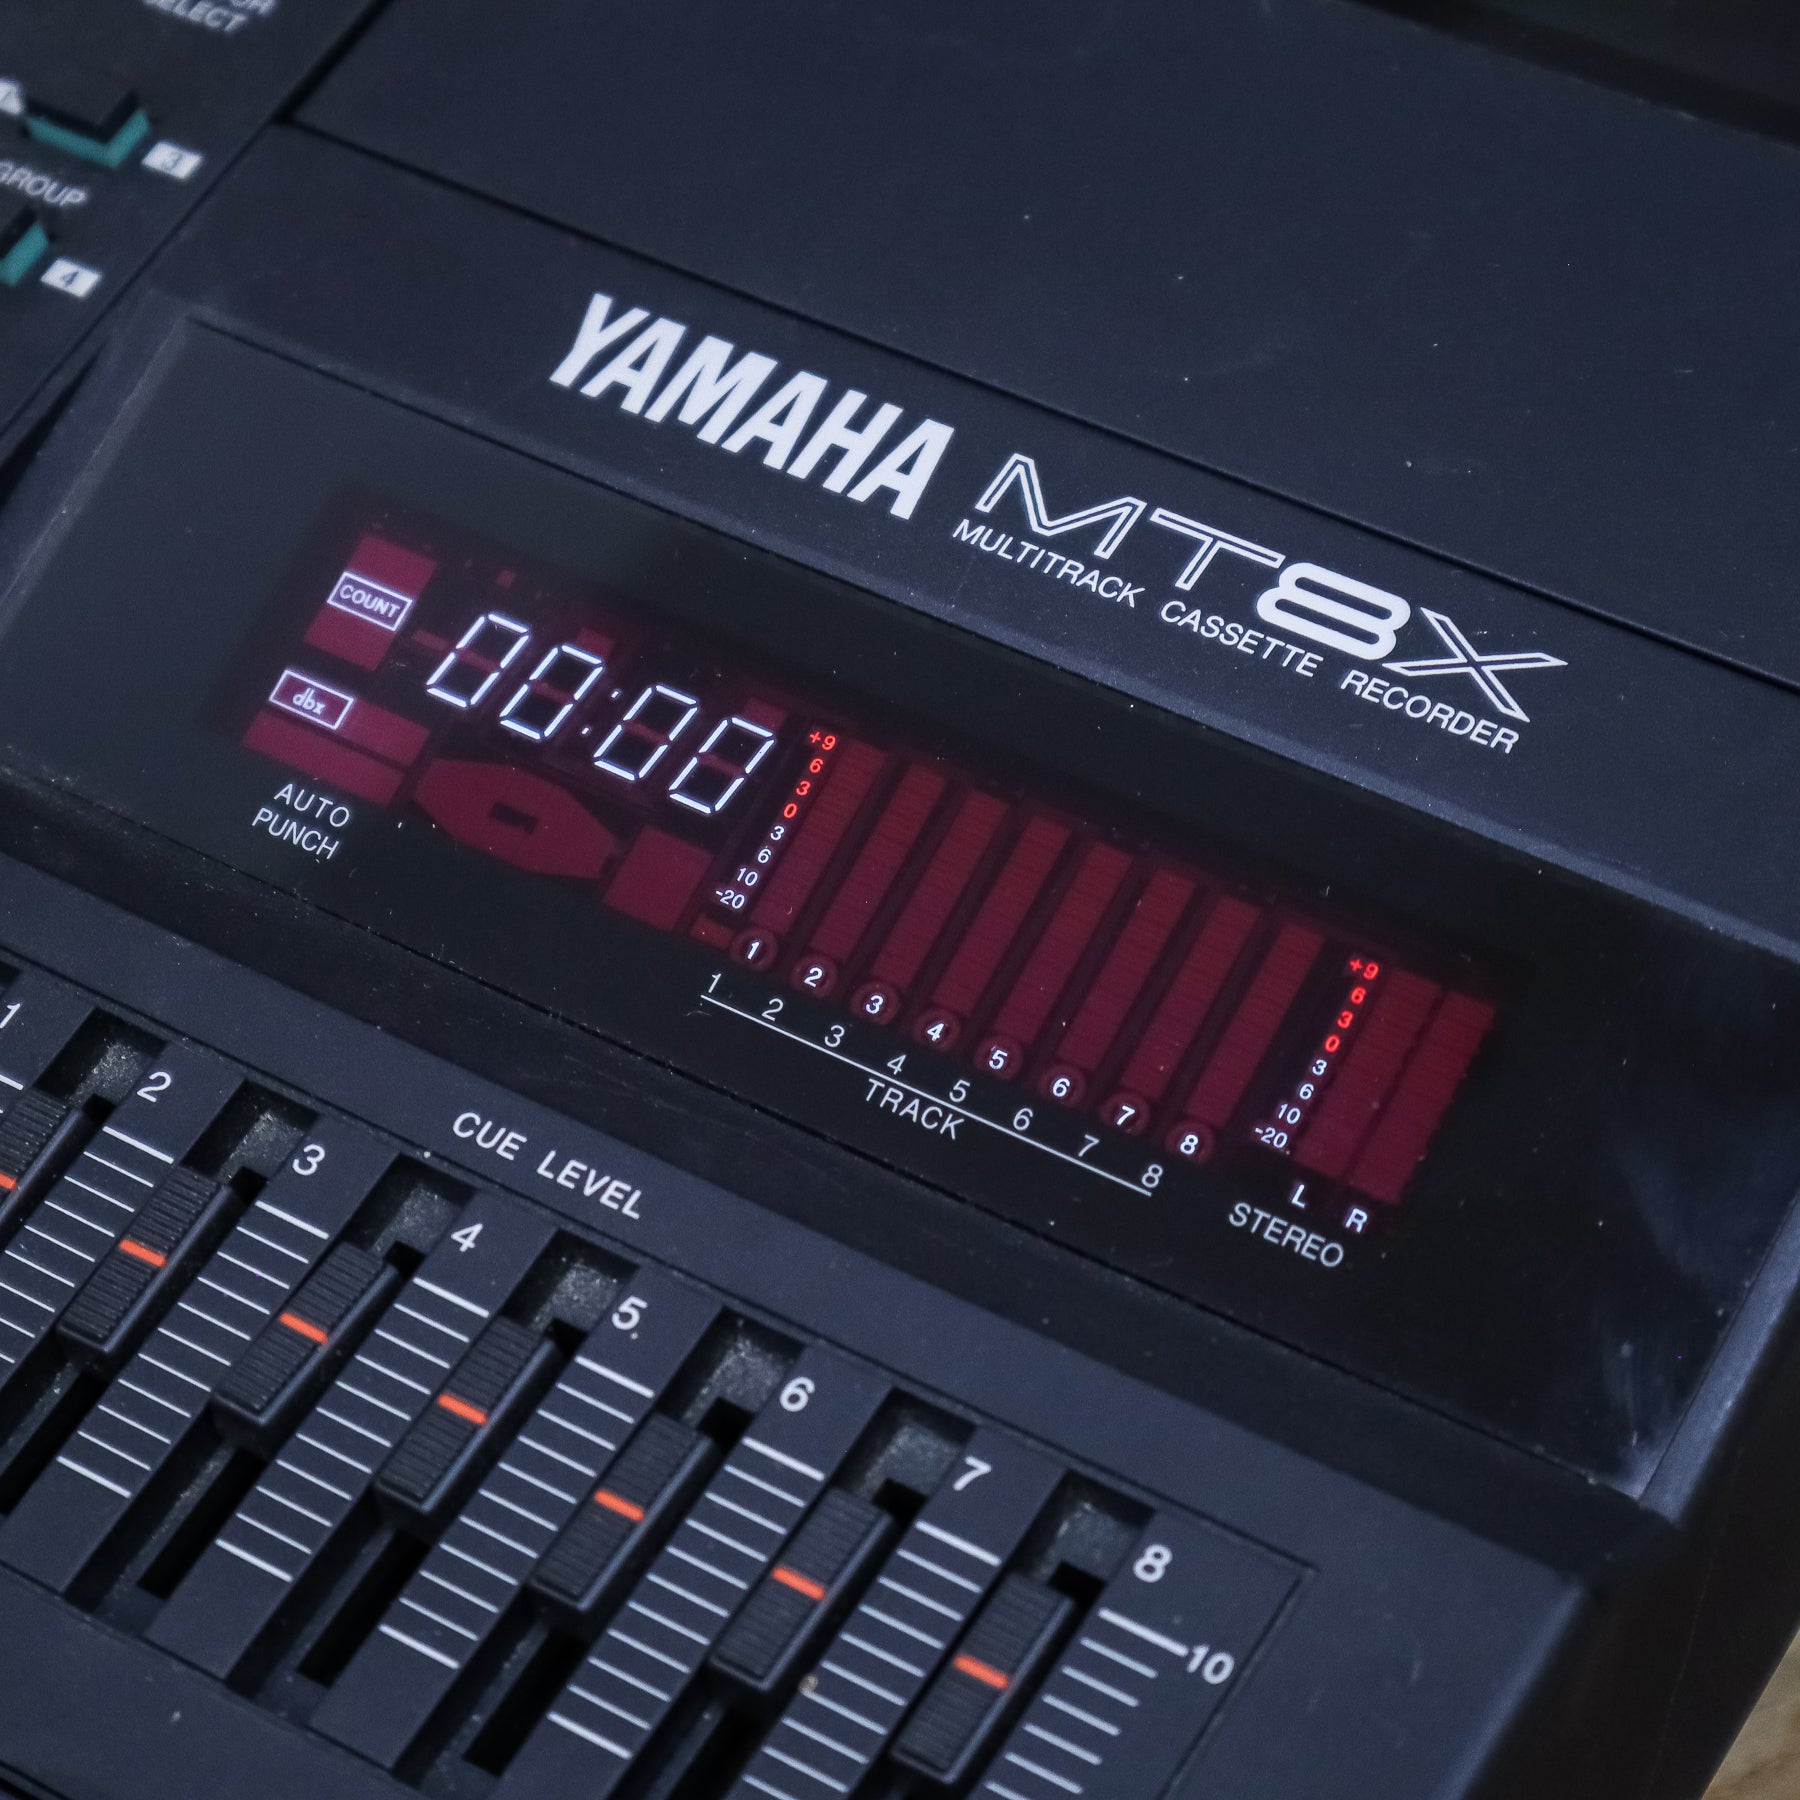 SELECT
3
GROUP
4
YAMAHA MT8X
MULTITRACK CASSETTE RECORDER
COUNT
00:00
dbx
AUTO
PUNCH
+9
6
3
0
3
6
10
-20
1 2 3 4 5 6 7 8
1 2 3 4 5 6 7 8
TRACK
+9
6
3
0
3
6
10
-20
L R
STEREO
CUE LEVEL
1 2 3 4 5 6 7 8
10